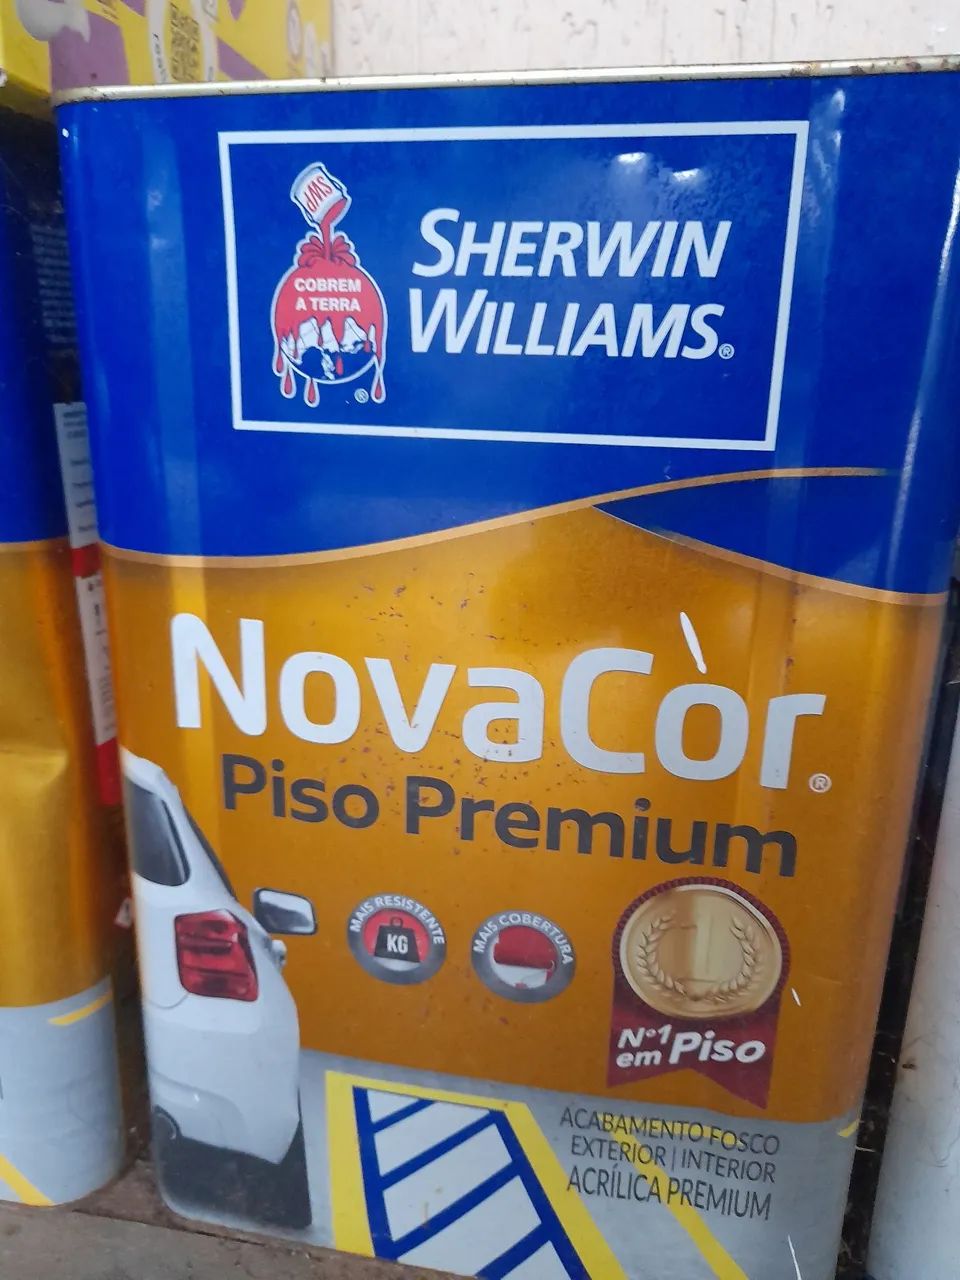 SWP
COBREM
A TERRA
SHERWIN
WILLIAMS®
NovaCòr®
Piso Premium
MAIS RESISTENTE
KG
MAIS COBERTURA
1
Nº1
em Piso
ACABAMENTO FOSCO
EXTERIOR | INTERIOR
ACRÍLICA PREMIUM